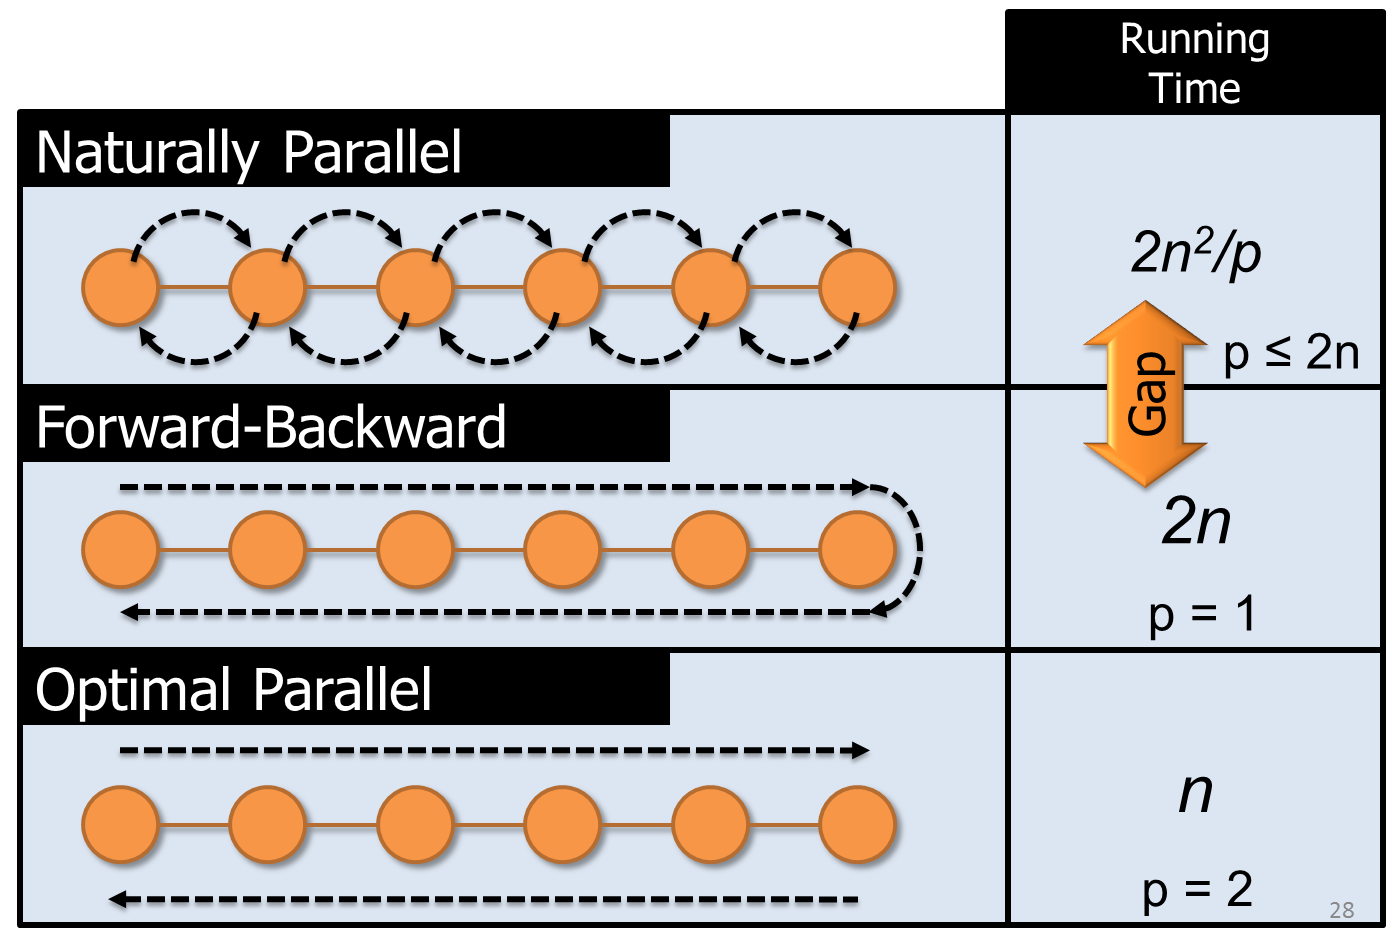 Running
Time
Naturally Parallel
2n²/p
p ≤ 2n
Gap
Forward-Backward
2n
p = 1
Optimal Parallel
n
p = 2
28